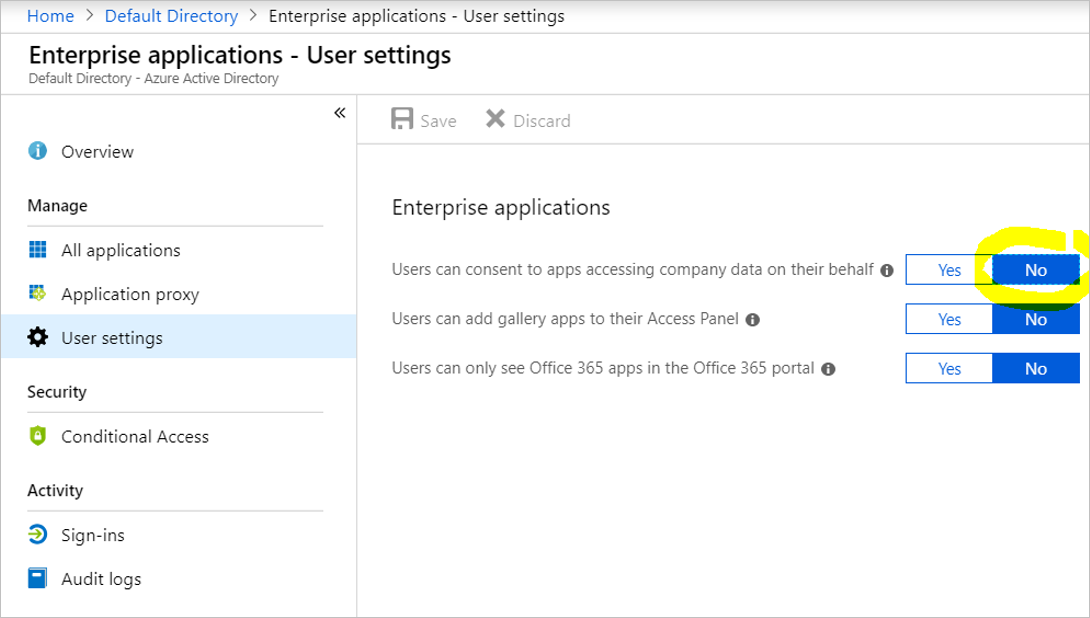 Home > Default Directory > Enterprise applications - User settings
Enterprise applications - User settings
Default Directory - Azure Active Directory
«
Save Discard
Overview
Manage
All applications
Application proxy
User settings
Security
Conditional Access
Activity
Sign-ins
Audit logs
Enterprise applications
Users can consent to apps accessing company data on their behalf Yes No
Users can add gallery apps to their Access Panel Yes No
Users can only see Office 365 apps in the Office 365 portal Yes No